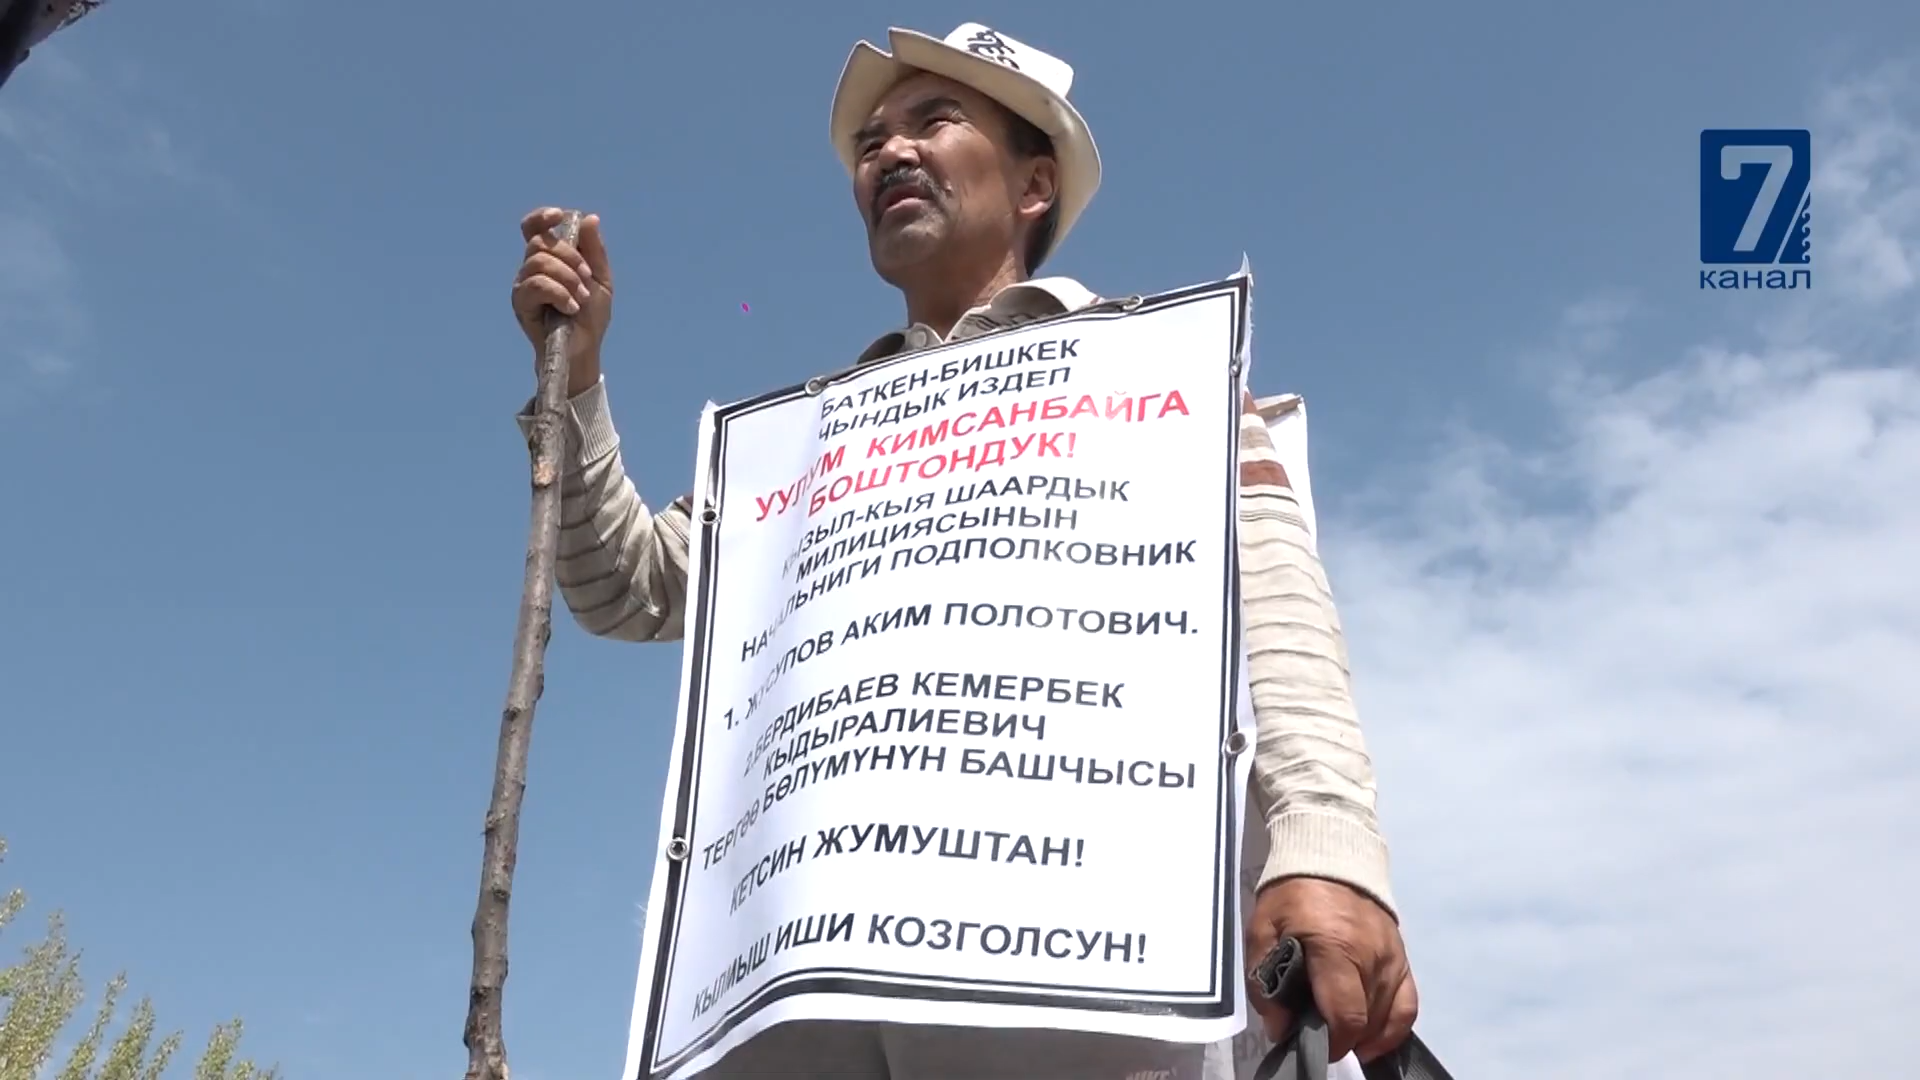 7
канал
БАТКЕН-БИШКЕК
ЧЫНДЫК ИЗДЕП
УУЛУМ КИМСАНБАЙГА
БОШТОНДУК!
КЫЗЫЛ-КЫЯ ШААРДЫК
МИЛИЦИЯСЫНЫН
НАЧАЛЬНИГИ ПОДПОЛКОВНИК
1. ЖУСУПОВ АКИМ ПОЛОТОВИЧ.
2.БЕРДИБАЕВ КЕМЕРБЕК
КЫДЫРАЛИЕВИЧ
ТЕРГӨӨ БӨЛҮМҮНҮН БАШЧЫСЫ
КЕТСИН ЖУМУШТАН!
КЫЛМЫШ ИШИ КОЗГОЛСУН!